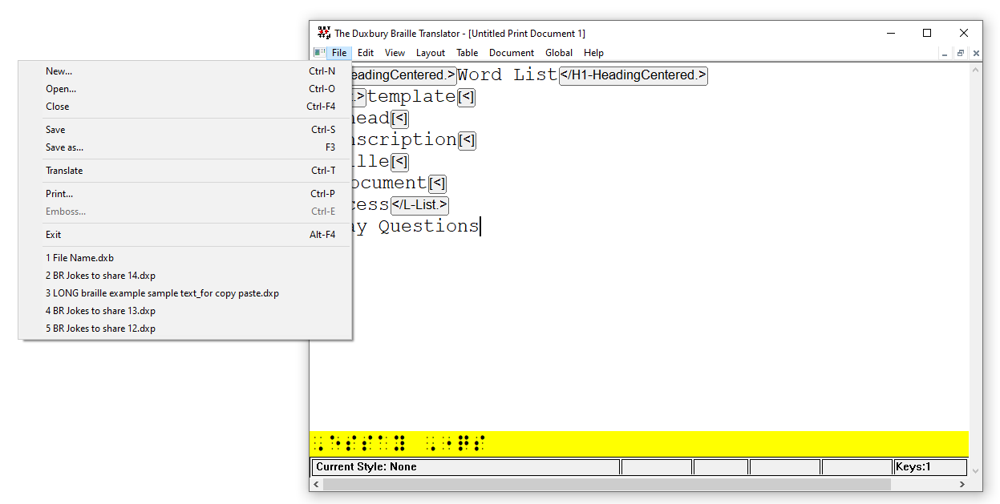 The Duxbury Braille Translator - [Untitled Print Document 1]
File Edit View Layout Table Document Global Help
New... Ctrl-N
Open... Ctrl-O
Close Ctrl-F4
Save Ctrl-S
Save as... F3
Translate Ctrl-T
Print... Ctrl-P
Emboss... Ctrl-E
Exit Alt-F4
1 File Name.dxb
2 BR Jokes to share 14.dxp
3 LONG braille example sample text_for copy paste.dxp
4 BR Jokes to share 13.dxp
5 BR Jokes to share 12.dxp
eadingCentered.>Word List</H1-HeadingCentered.>
>template[<]
head[<]
nscription[<]
ille[<]
ocument[<]
cess</L-List.>
ay Questions
⠠⠑⠎⠎⠁⠽ ⠠⠐⠟⠎
Current Style: None Keys:1